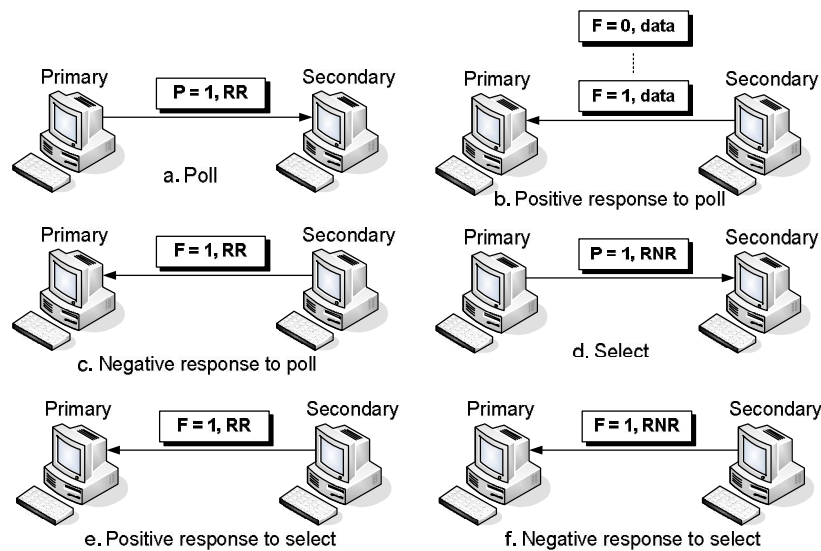 F = 0, data
Primary
Secondary
P = 1, RR
a. Poll
Primary
Secondary
F = 1, data
b. Positive response to poll
Primary
Secondary
F = 1, RR
c. Negative response to poll
Primary
Secondary
P = 1, RNR
d. Select
Primary
Secondary
F = 1, RR
e. Positive response to select
Primary
Secondary
F = 1, RNR
f. Negative response to select